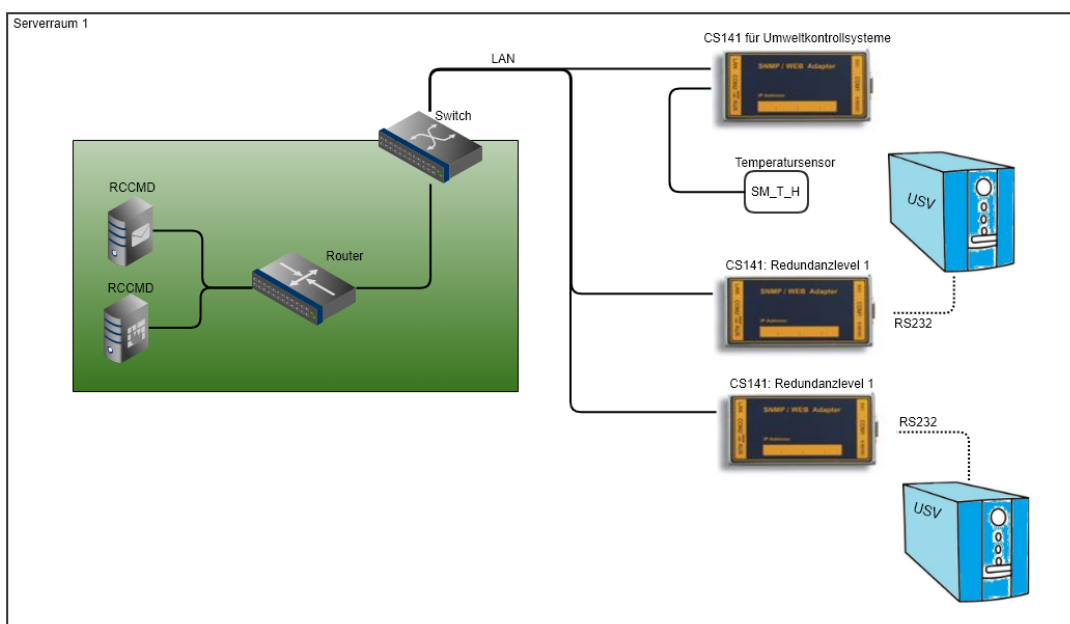 Serverraum 1
CS141 für Umweltkontrollsysteme
LAN
SNMP / WEB Adapter
Switch
Temperatursensor
SM_T_H
USV
RCCMD
Router
RCCMD
CS141: Redundanzlevel 1
SNMP / WEB Adapter
RS232
CS141: Redundanzlevel 1
SNMP / WEB Adapter
RS232
USV